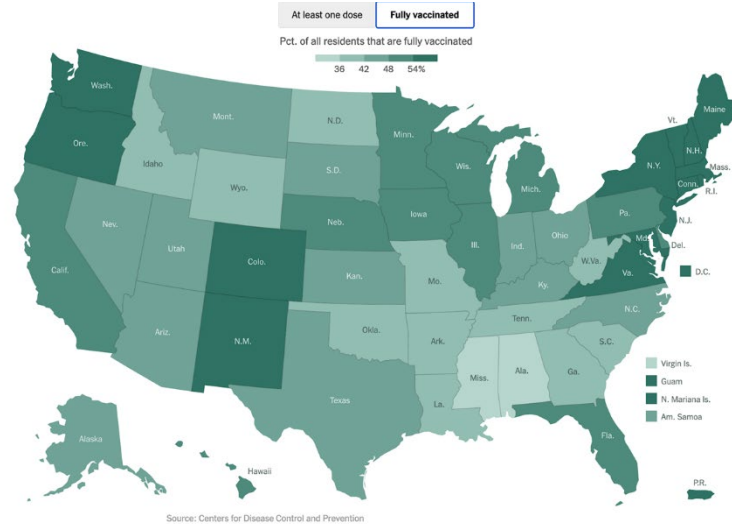 At least one dose
Fully vaccinated
Pct. of all residents that are fully vaccinated
36 42 48 54%
Wash.
Ore.
Calif.
Idaho
Nev.
Mont.
Wyo.
Utah
Ariz.
Colo.
N.M.
N.D.
S.D.
Neb.
Kan.
Okla.
Texas
Minn.
Iowa
Mo.
Ark.
La.
Wis.
Ill.
Mich.
Ind.
Ohio
Ky.
Tenn.
Miss.
Ala.
Ga.
Fla.
S.C.
N.C.
Va.
W.Va.
Pa.
N.Y.
Vt.
N.H.
Maine
Mass.
Conn.
R.I.
N.J.
Md.
Del.
D.C.
Virgin Is.
Guam
N. Mariana Is.
Am. Samoa
Alaska
Hawaii
P.R.
Source: Centers for Disease Control and Prevention